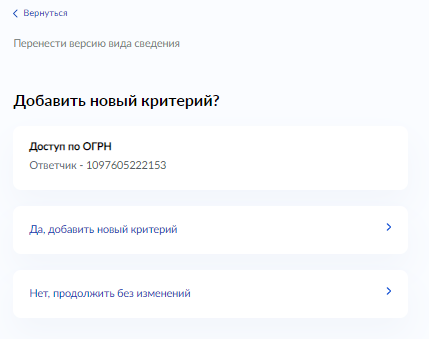 Вернуться
Перенести версию вида сведения
Добавить новый критерий?
Доступ по ОГРН
Ответчик - 1097605222153
Да, добавить новый критерий
Нет, продолжить без изменений